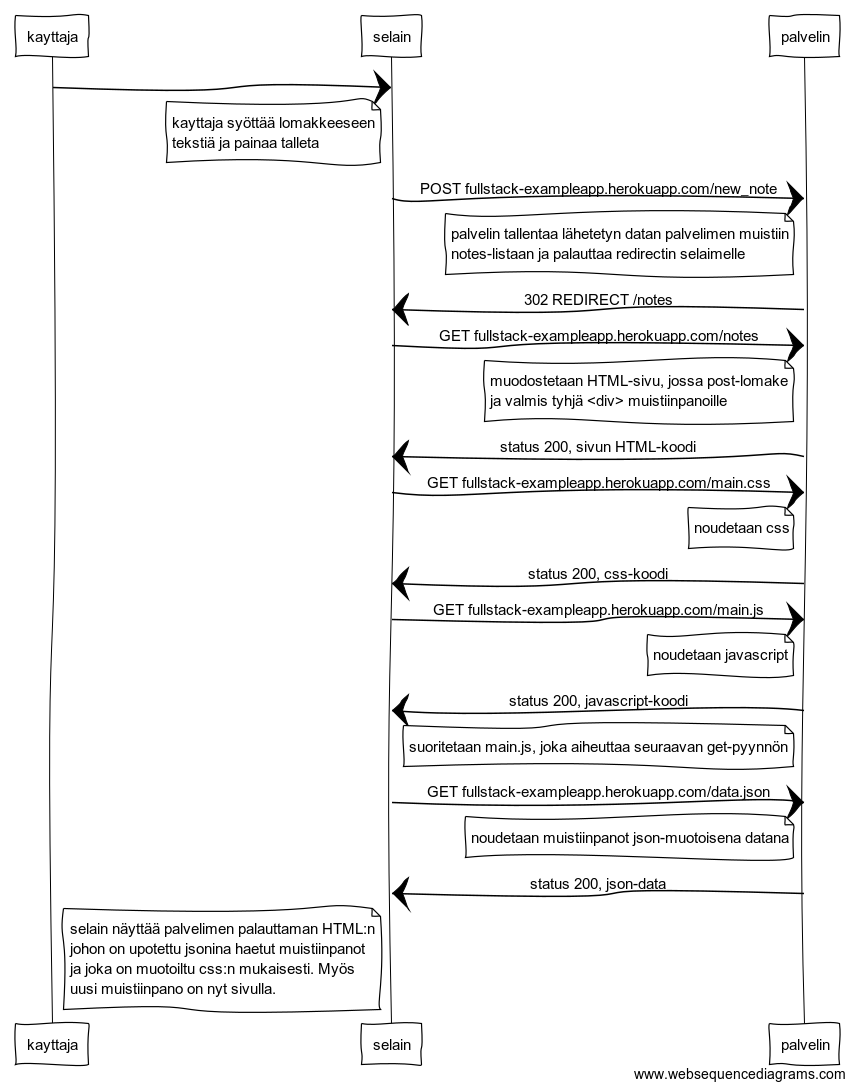 kayttaja
selain
palvelin
kayttaja syöttää lomakkeeseen
tekstiä ja painaa talleta
POST fullstack-exampleapp.herokuapp.com/new_note
palvelin tallentaa lähetetyn datan palvelimen muistiin
notes-listaan ja palauttaa redirectin selaimelle
302 REDIRECT /notes
GET fullstack-exampleapp.herokuapp.com/notes
muodostetaan HTML-sivu, jossa post-lomake
ja valmis tyhjä <div> muistiinpanoille
status 200, sivun HTML-koodi
GET fullstack-exampleapp.herokuapp.com/main.css
noudetaan css
status 200, css-koodi
GET fullstack-exampleapp.herokuapp.com/main.js
noudetaan javascript
status 200, javascript-koodi
suoritetaan main.js, joka aiheuttaa seuraavan get-pyynnön
GET fullstack-exampleapp.herokuapp.com/data.json
noudetaan muistiinpanot json-muotoisena datana
status 200, json-data
selain näyttää palvelimen palauttaman HTML:n
johon on upotettu jsonina haetut muistiinpanot
ja joka on muotoiltu css:n mukaisesti. Myös
uusi muistiinpano on nyt sivulla.
kayttaja
selain
palvelin
www.websequencediagrams.com